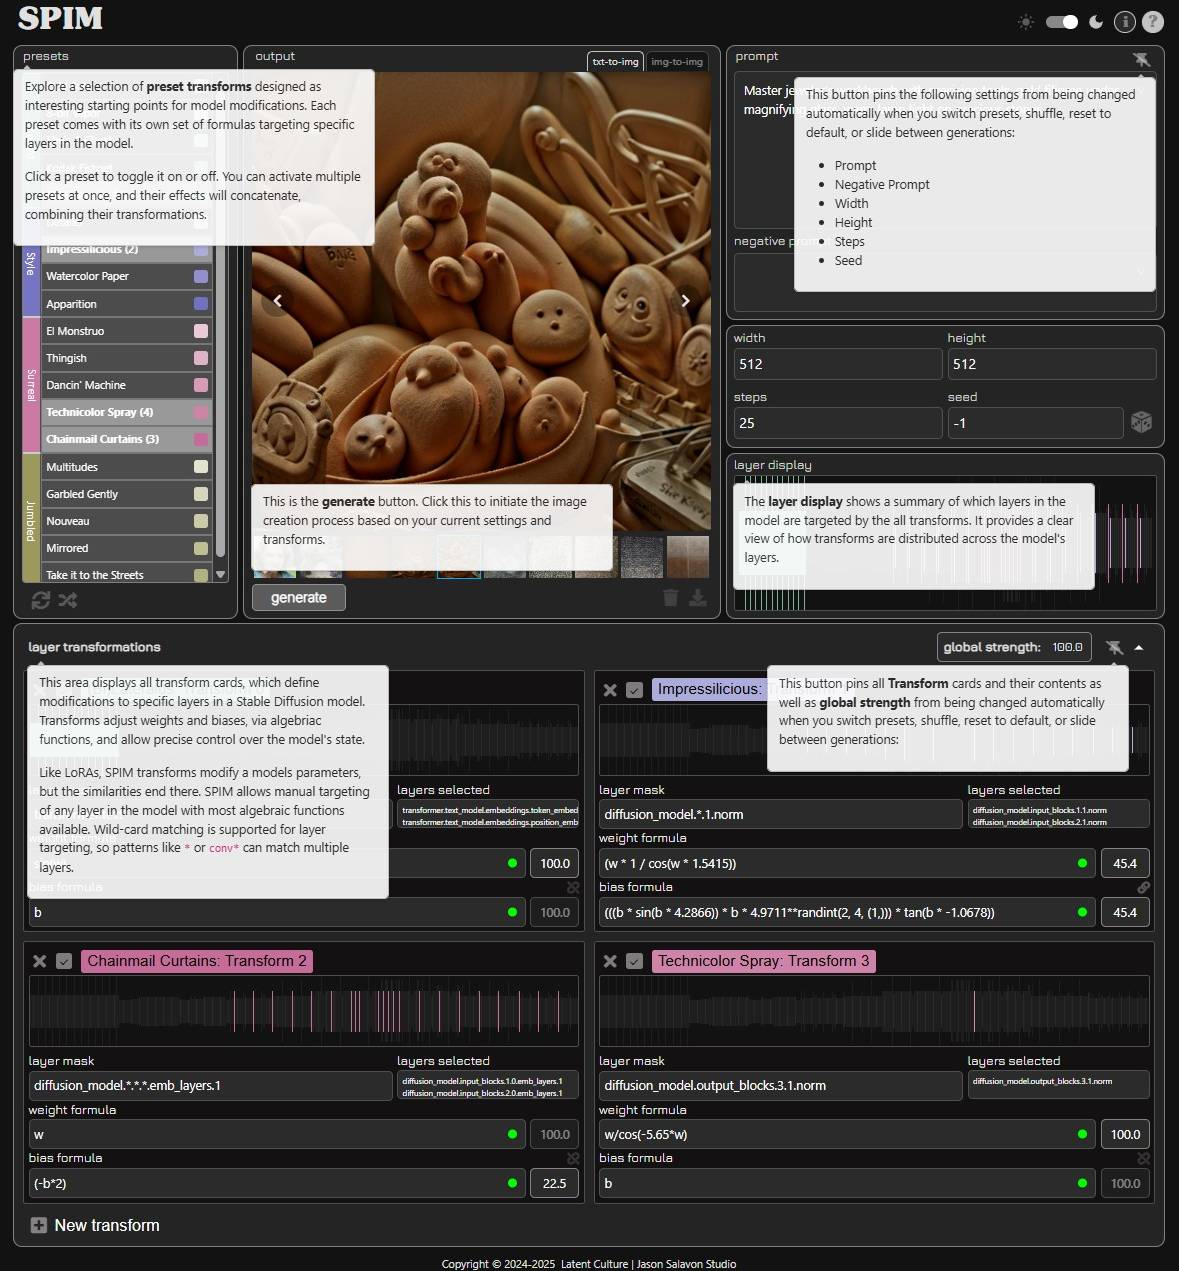 SPIM
presets
Explore a selection of preset transforms designed as
interesting starting points for model modifications. Each
preset comes with its own set of formulas targeting specific
layers in the model.
Click a preset to toggle it on or off. You can activate multiple
presets at once, and their effects will concatenate,
combining their transformations.
Style
Impressilicious (2)
Watercolor Paper
Apparition
Surreal
El Monstruo
Thingish
Dancin' Machine
Technicolor Spray (4)
Chainmail Curtains (3)
Jumbled
Multitudes
Garbled Gently
Nouveau
Mirrored
Take it to the Streets
output
txt-to-img
img-to-img
This is the generate button. Click this to initiate the image
creation process based on your current settings and
transforms.
generate
prompt
Master je
magnifying
This button pins the following settings from being changed
automatically when you switch presets, shuffle, reset to
default, or slide between generations:
• Prompt
• Negative Prompt
• Width
• Height
• Steps
• Seed
negative
width
height
512
512
steps
seed
25
-1
layer display
The layer display shows a summary of which layers in the
model are targeted by the all transforms. It provides a clear
view of how transforms are distributed across the model's
layers.
layer transformations
global strength: 100.0
This area displays all transform cards, which define
modifications to specific layers in a Stable Diffusion model.
Transforms adjust weights and biases, via algebriac
functions, and allow precise control over the model's state.
Like LoRAs, SPIM transforms modify a models parameters,
but the similarities end there. SPIM allows manual targeting
of any layer in the model with most algebraic functions
available. Wild-card matching is supported for layer
targeting, so patterns like * or conv* can match multiple
layers.
layers selected
transformer.text_model.embeddings.token_embed
transformer.text_model.embeddings.position_emb
100.0
bias formula
b
100.0
Impressilicious:
This button pins all Transform cards and their contents as
well as global strength from being changed automatically
when you switch presets, shuffle, reset to default, or slide
between generations:
layer mask
layers selected
diffusion_model.*.1.norm
diffusion_model.input_blocks.1.1.norm
diffusion_model.input_blocks.2.1.norm
weight formula
(w * 1 / cos(w * 1.5415))
45.4
bias formula
(((b * sin(b * 4.2866)) * b * 4.9711**randint(2, 4, (1,))) * tan(b * -1.0678))
45.4
Chainmail Curtains: Transform 2
layer mask
layers selected
diffusion_model.*.*.*.emb_layers.1
diffusion_model.input_blocks.1.0.emb_layers.1
diffusion_model.input_blocks.2.0.emb_layers.1
weight formula
w
100.0
bias formula
(-b*2)
22.5
Technicolor Spray: Transform 3
layer mask
layers selected
diffusion_model.output_blocks.3.1.norm
diffusion_model.output_blocks.3.1.norm
weight formula
w/cos(-5.65*w)
100.0
bias formula
b
100.0
New transform
Copyright © 2024-2025 Latent Culture | Jason Salavon Studio